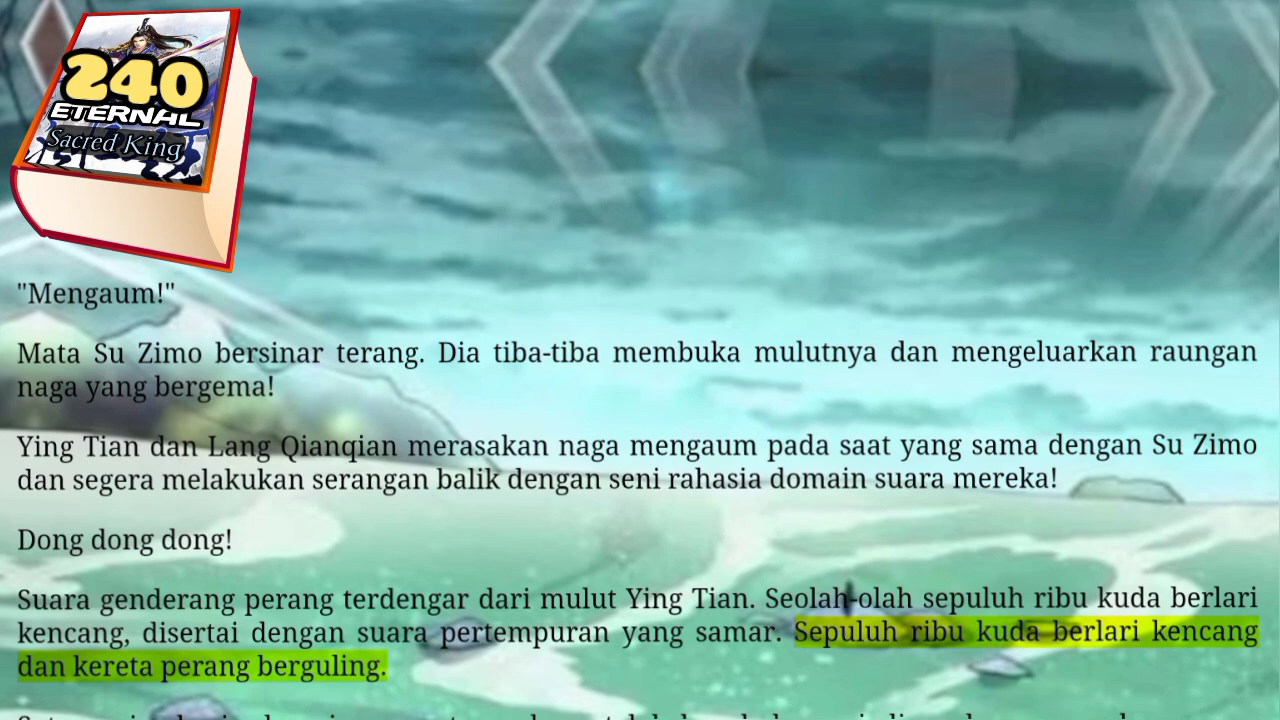 240
ETERNAL
Sacred King
"Mengaum!"
Mata Su Zimo bersinar terang. Dia tiba-tiba membuka mulutnya dan mengeluarkan raungan
naga yang bergema!
Ying Tian dan Lang Qianqian merasakan naga mengaum pada saat yang sama dengan Su Zimo
dan segera melakukan serangan balik dengan seni rahasia domain suara mereka!
Dong dong dong!
Suara genderang perang terdengar dari mulut Ying Tian. Seolah-olah sepuluh ribu kuda berlari
kencang, disertai dengan suara pertempuran yang samar. Sepuluh ribu kuda berlari kencang
dan kereta perang berguling.